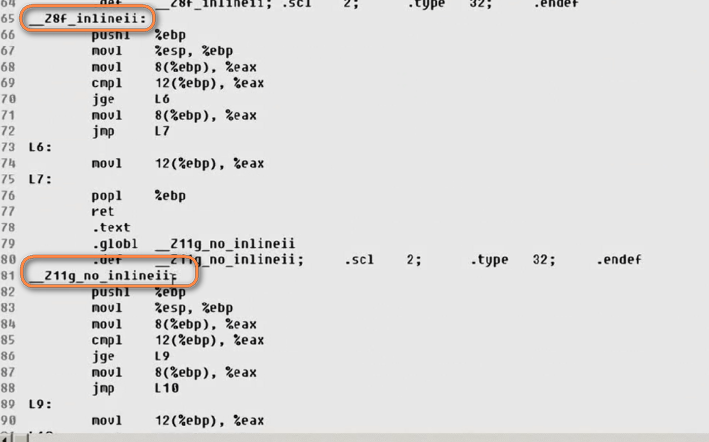 64 .def __Z8f_inlineii; .scl 2; .type 32; .endef
65 __Z8f_inlineii:
66 pushl %ebp
67 movl %esp, %ebp
68 movl 8(%ebp), %eax
69 cmpl 12(%ebp), %eax
70 jge L6
71 movl 8(%ebp), %eax
72 jmp L7
73 L6:
74 movl 12(%ebp), %eax
75 L7:
76 popl %ebp
77 ret
78 .text
79 .globl __Z11g_no_inlineii
80 .def __Z11g_no_inlineii; .scl 2; .type 32; .endef
81 __Z11g_no_inlineii:
82 pushl %ebp
83 movl %esp, %ebp
84 movl 8(%ebp), %eax
85 cmpl 12(%ebp), %eax
86 jge L9
87 movl 8(%ebp), %eax
88 jmp L10
89 L9:
90 movl 12(%ebp), %eax